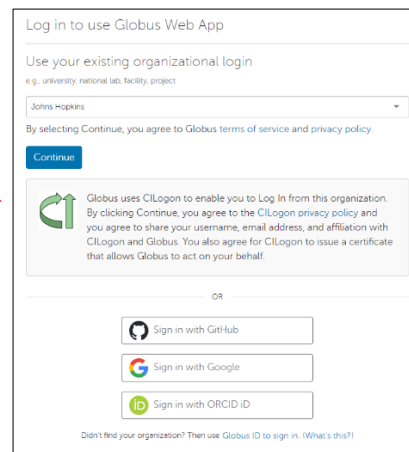 Log in to use Globus Web App
Use your existing organizational login
e.g., university, national lab, facility, project
Johns Hopkins
By selecting Continue, you agree to Globus terms of service and privacy policy.
Continue
Globus uses CILogon to enable you to Log In from this organization.
By clicking Continue, you agree to the CILogon privacy policy and
you agree to share your username, email address, and affiliation with
CILogon and Globus. You also agree for CILogon to issue a certificate
that allows Globus to act on your behalf.
OR
Sign in with GitHub
Sign in with Google
iD Sign in with ORCID iD
Didn't find your organization? Then use Globus ID to sign in. (What's this?)